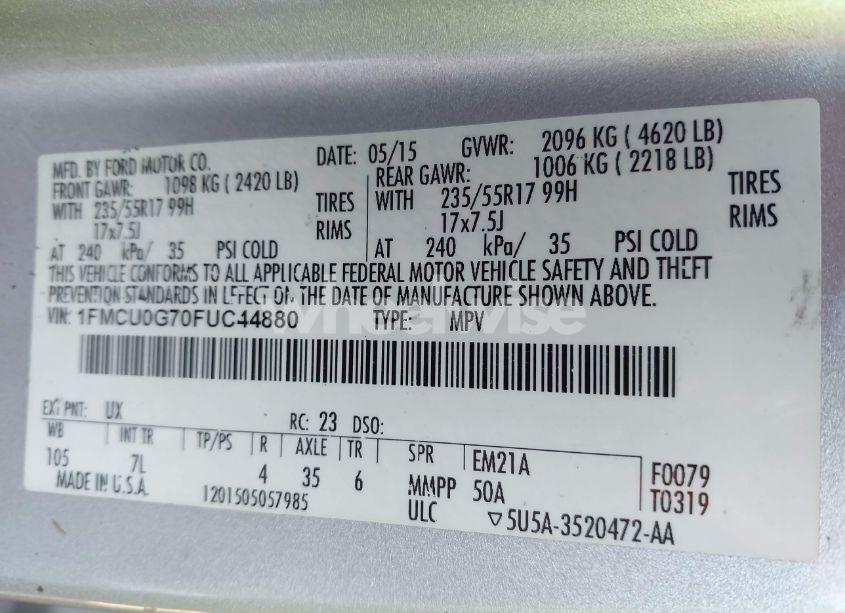 MFD. BY FORD MOTOR CO. DATE: 05/15 GVWR: 2096 KG ( 4620 LB)
FRONT GAWR: 1098 KG ( 2420 LB) REAR GAWR: 1006 KG ( 2218 LB)
WITH 235/55R17 99H TIRES WITH 235/55R17 99H TIRES
17x7.5J RIMS 17x7.5J RIMS
AT 240 kPa/ 35 PSI COLD AT 240 kPa/ 35 PSI COLD
THIS VEHICLE CONFORMS TO ALL APPLICABLE FEDERAL MOTOR VEHICLE SAFETY AND THEFT
PREVENTION STANDARDS IN EFFECT ON THE DATE OF MANUFACTURE SHOWN ABOVE.
VIN: 1FMCU0G70FUC44880 TYPE: MPV
EXT PNT: UX RC: 23 DSO:
WB INT TR TP/PS R AXLE TR SPR EM21A F0079
105 7L 4 35 6 MMPP 50A T0319
MADE IN U.S.A. 1201505057985 ULC ▽5U5A-3520472-AA